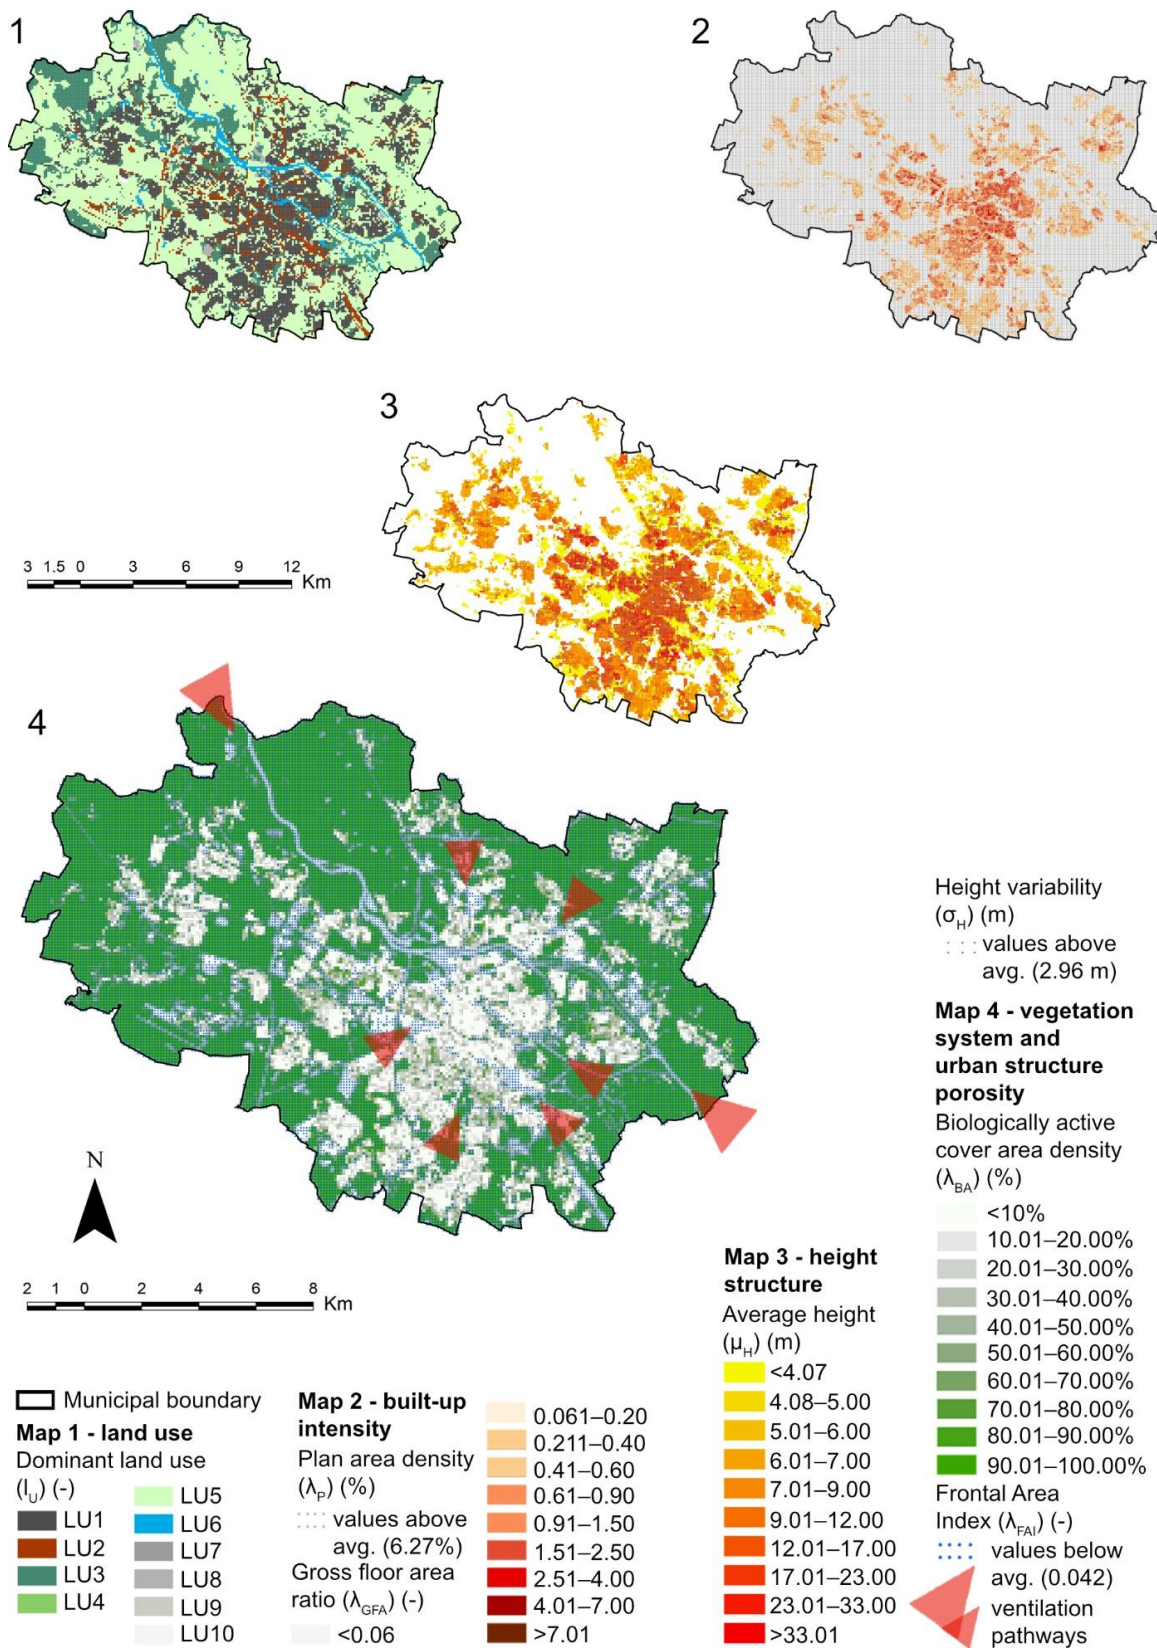 1
2
3
3 1.5 0 3 6 9 12
Km
4
N
2 1 0 2 4 6 8
Km
Municipal boundary
Map 1 - land use
Dominant land use
(lᵤ) (-)
LU1
LU2
LU3
LU4
LU5
LU6
LU7
LU8
LU9
LU10
Map 2 - built-up
intensity
Plan area density
(λP) (%)
values above
avg. (6.27%)
Gross floor area
ratio (λGFA) (-)
<0.06
0.061–0.20
0.211–0.40
0.41–0.60
0.61–0.90
0.91–1.50
1.51–2.50
2.51–4.00
4.01–7.00
>7.01
Map 3 - height
structure
Average height
(μH) (m)
<4.07
4.08–5.00
5.01–6.00
6.01–7.00
7.01–9.00
9.01–12.00
12.01–17.00
17.01–23.00
23.01–33.00
>33.01
Height variability
(σH) (m)
values above
avg. (2.96 m)
Map 4 - vegetation
system and
urban structure
porosity
Biologically active
cover area density
(λBA) (%)
<10%
10.01–20.00%
20.01–30.00%
30.01–40.00%
40.01–50.00%
50.01–60.00%
60.01–70.00%
70.01–80.00%
80.01–90.00%
90.01–100.00%
Frontal Area
Index (λFAI) (-)
values below
avg. (0.042)
ventilation
pathways